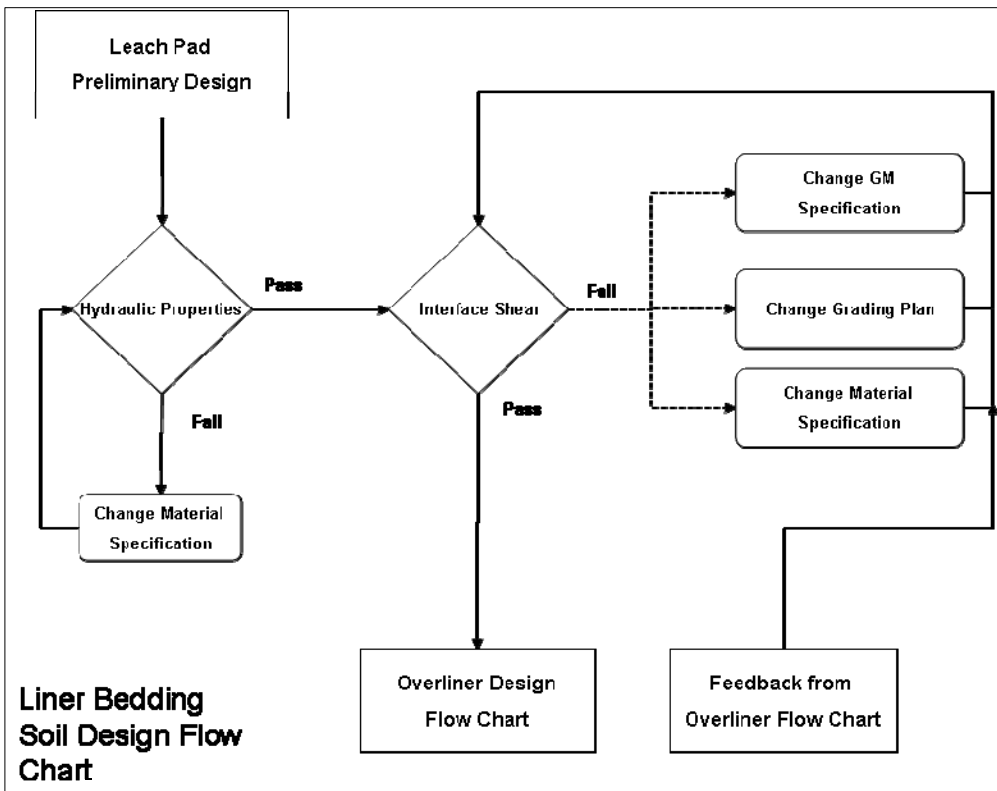 Leach Pad
Preliminary Design
Hydraulic Properties
Pass
Fail
Change Material
Specification
Interface Shear
Fail
Pass
Change GM
Specification
Change Grading Plan
Change Material
Specification
Overliner Design
Flow Chart
Feedback from
Overliner Flow Chart
Liner Bedding
Soil Design Flow
Chart